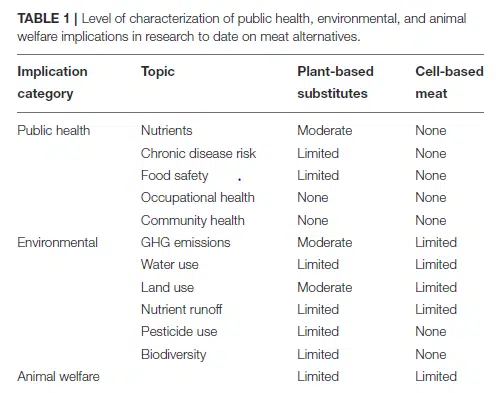 TABLE 1 | Level of characterization of public health, environmental, and animal
welfare implications in research to date on meat alternatives.
Implication category Topic Plant-based substitutes Cell-based meat
Public health Nutrients Moderate None
Chronic disease risk Limited None
Food safety Limited None
Occupational health None None
Community health None None
Environmental GHG emissions Moderate Limited
Water use Limited Limited
Land use Moderate Limited
Nutrient runoff Limited Limited
Pesticide use Limited None
Biodiversity Limited None
Animal welfare Limited Limited